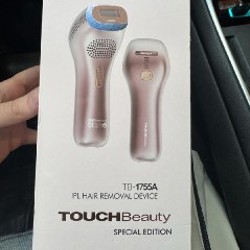 TB-1755A
IPL HAIR REMOVAL DEVICE
TOUCHBeauty
SPECIAL EDITION